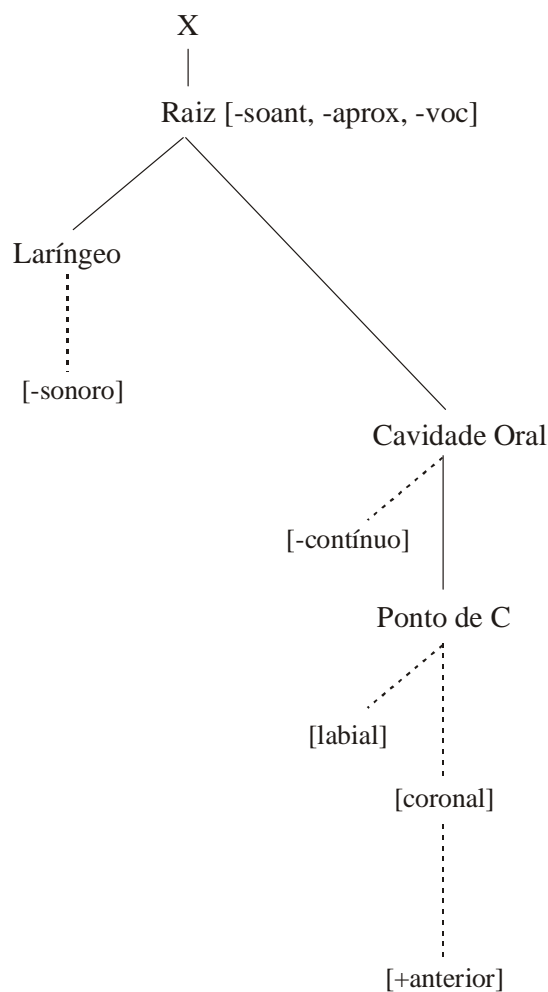 X
Raiz [-soant, -aprox, -voc]
Laríngeo
[-sonoro]
Cavidade Oral
[-contínuo]
Ponto de C
[labial]
[coronal]
[+anterior]